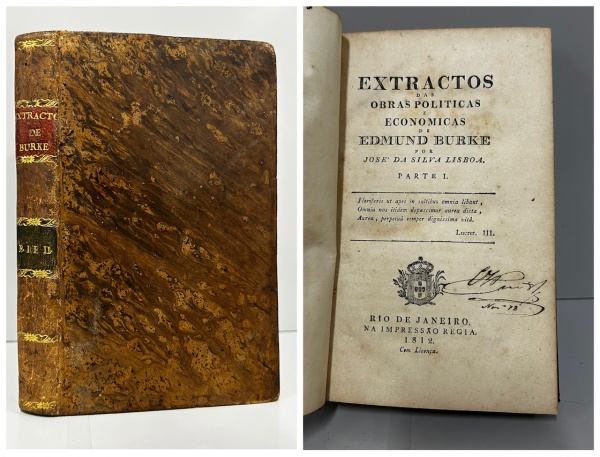 EXTRACTO
DE
BURKE
EXTRACTOS
DAS
OBRAS POLITICAS
E
ECONOMICAS
DE
EDMUND BURKE
POR
JOSE' DA SILVA LISBOA.
PARTE I.
Floriferis ut apes in saltibus omnia libant,
Omnia nos itidem depascimur aurea dicta,
Aurea, perpetuâ semper dignissima vitâ.
Lucret. III.
RIO DE JANEIRO.
NA IMPRESSÃO REGIA.
1812.
Com Licença.